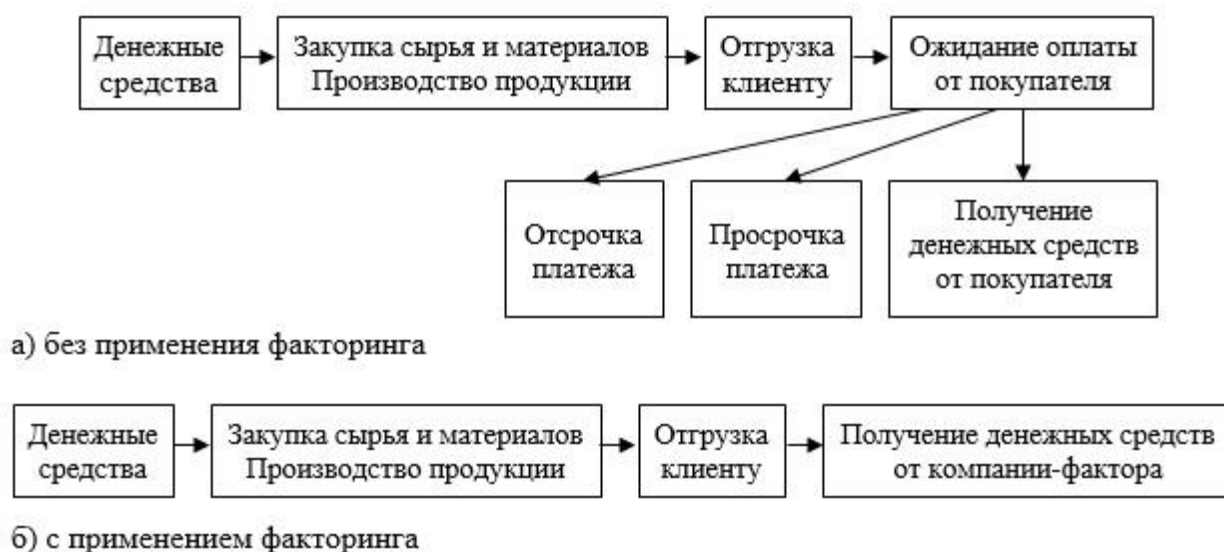 Денежные
средства
Закупка сырья и материалов
Производство продукции
Отгрузка
клиенту
Ожидание оплаты
от покупателя
Отсрочка
платежа
Просрочка
платежа
Получение
денежных средств
от покупателя
а) без применения факторинга
Денежные
средства
Закупка сырья и материалов
Производство продукции
Отгрузка
клиенту
Получение денежных средств
от компании-фактора
б) с применением факторинга